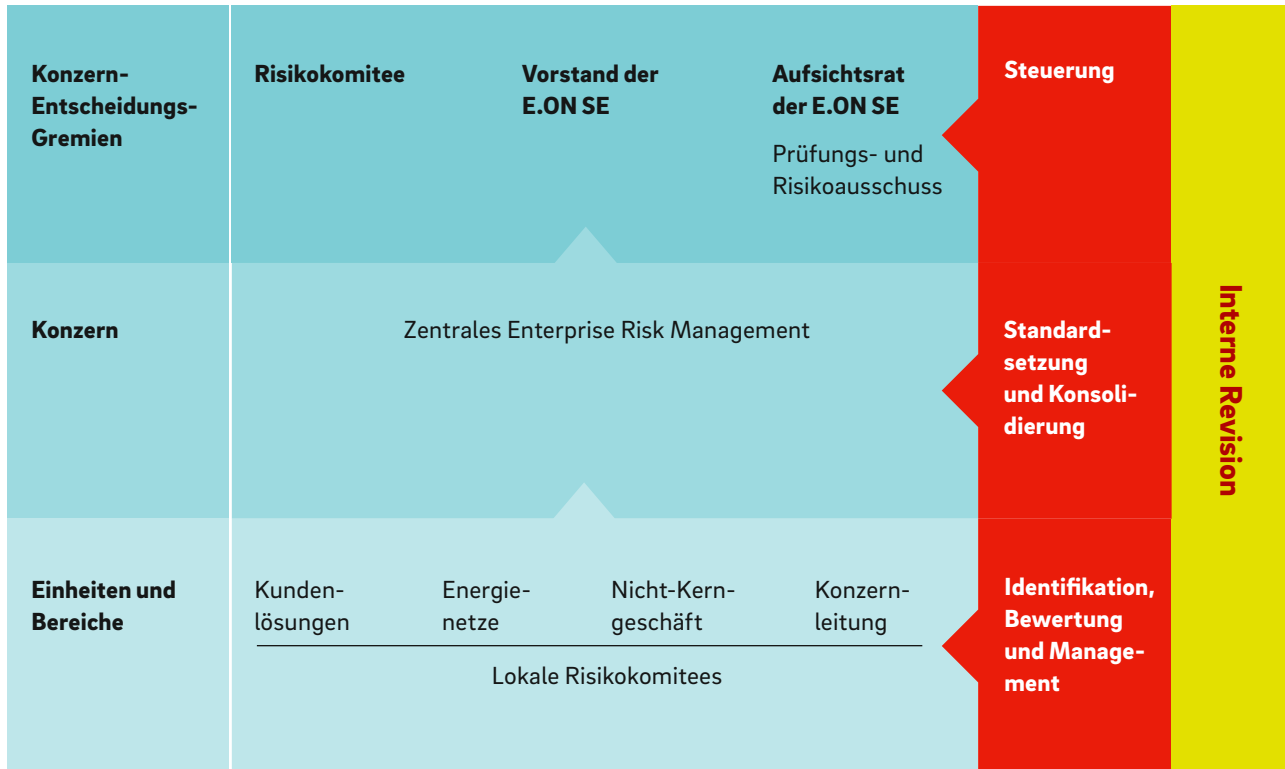 Konzern-
Entscheidungs-
Gremien
Risikokomitee
Vorstand der
E.ON SE
Aufsichtsrat
der E.ON SE
Prüfungs- und
Risikoausschuss
Steuerung
Konzern
Zentrales Enterprise Risk Management
Standard-
setzung
und Konsoli-
dierung
Einheiten und
Bereiche
Kunden-
lösungen
Energie-
netze
Nicht-Kern-
geschäft
Konzern-
leitung
Lokale Risikokomitees
Identifikation,
Bewertung
und Manage-
ment
Interne Revision